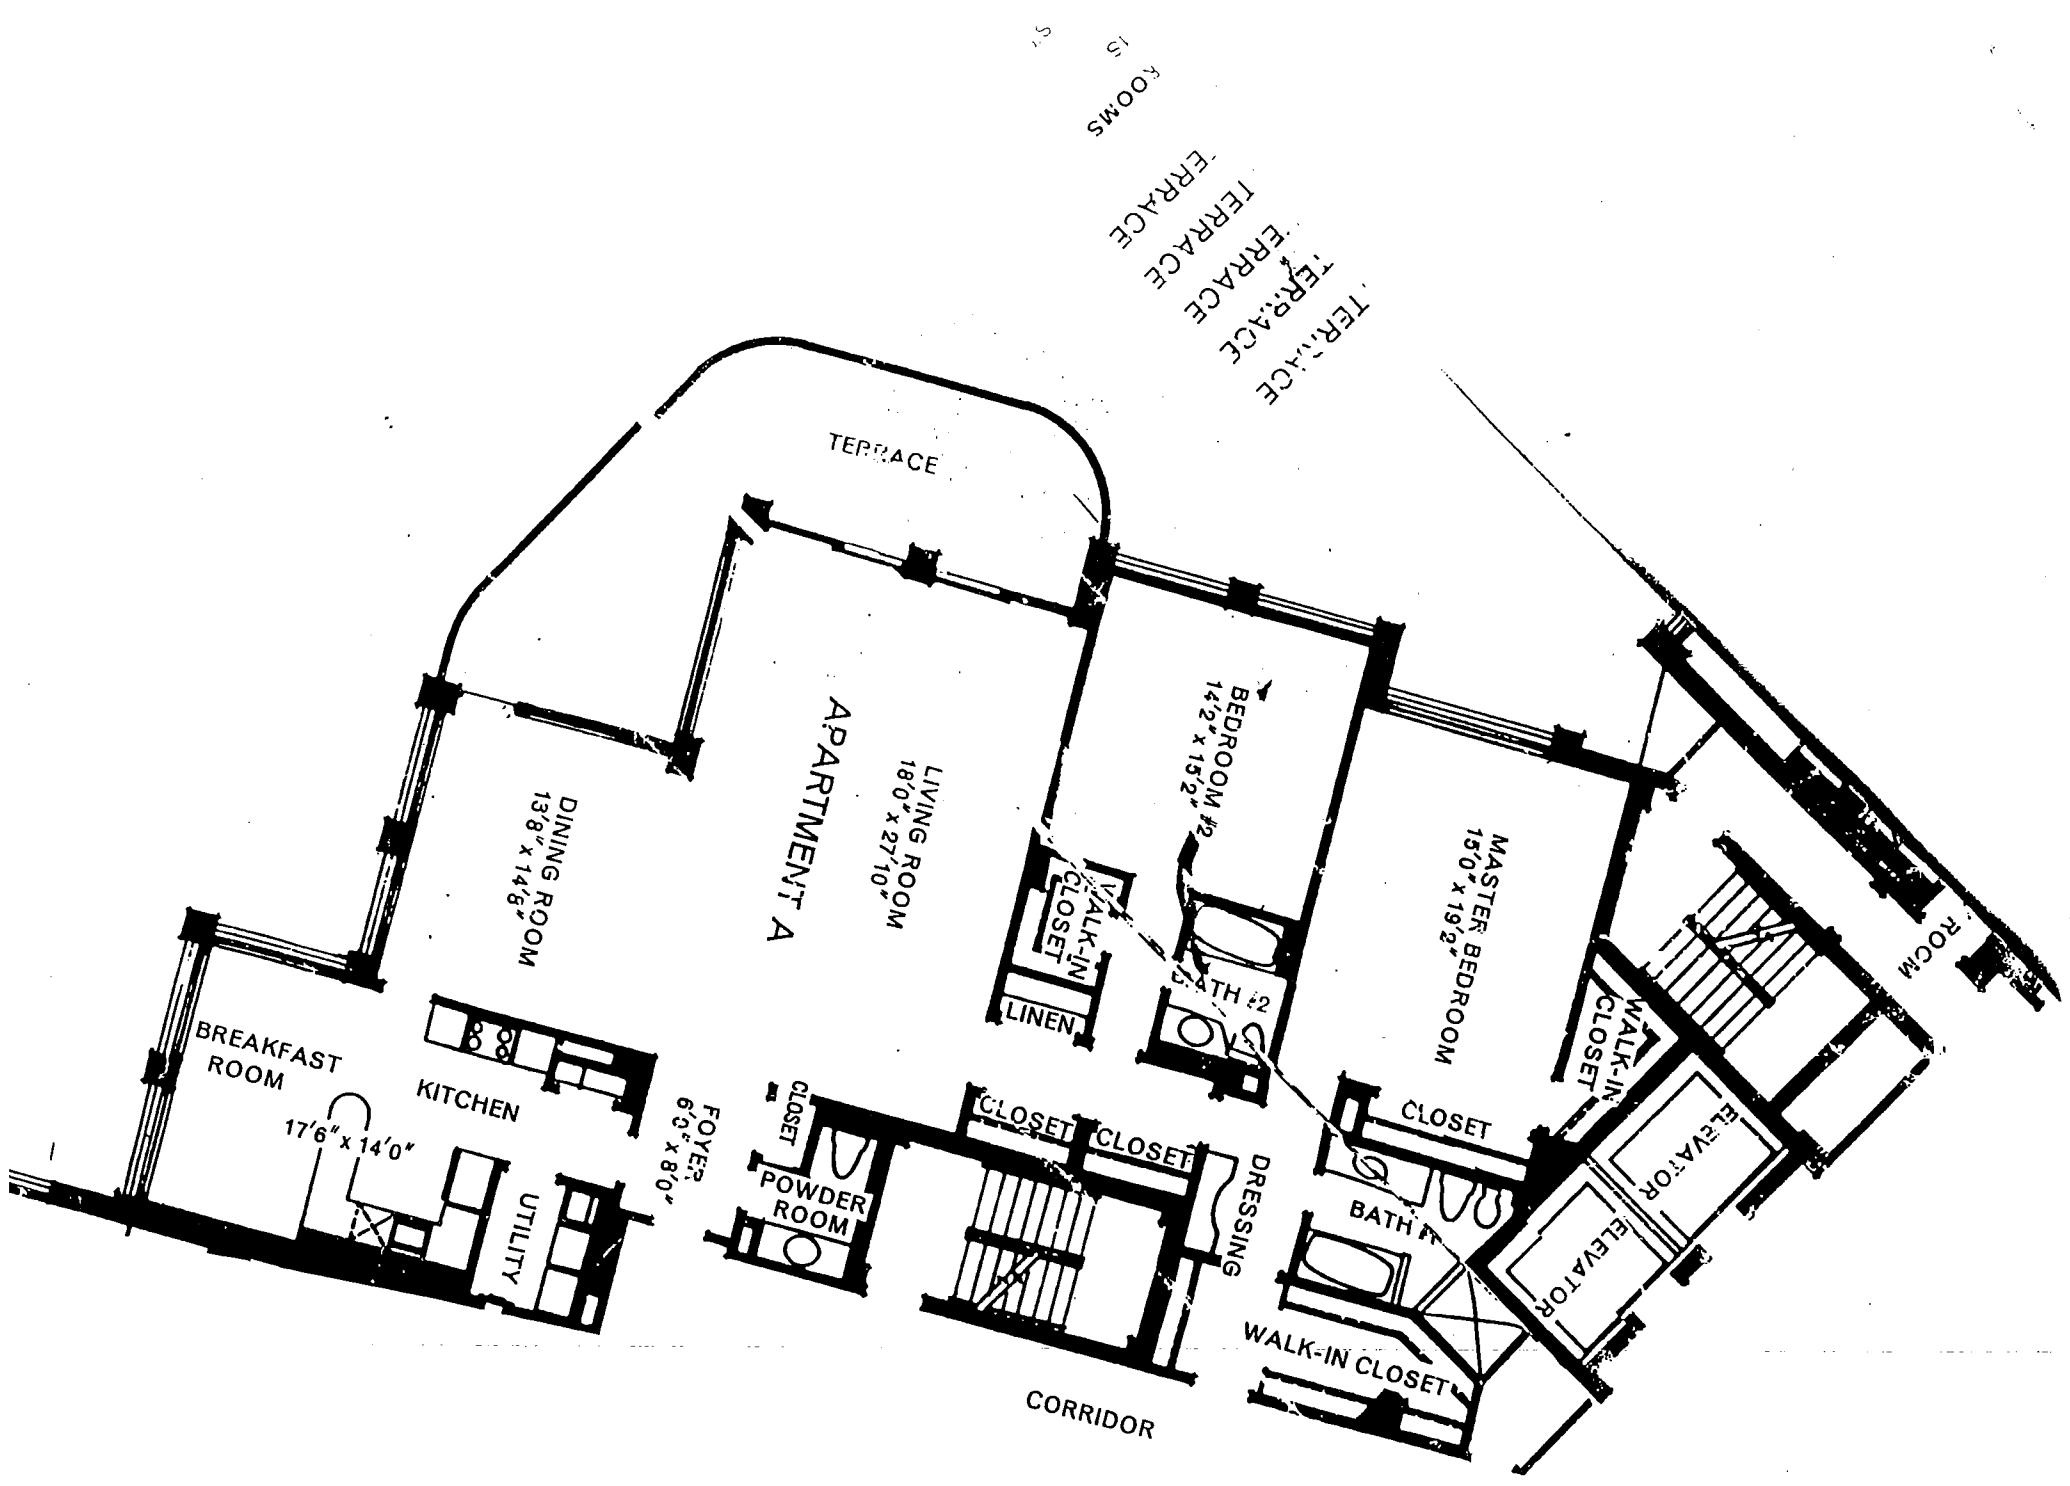 ROOMS
TERRACE
TERRACE
TERRACE
TERRACE
TERRACE
TERRACE
APARTMENT A
LIVING ROOM
18'0" x 27'10"
DINING ROOM
13'8" x 14'8"
BEDROOM #2
14'2" x 15'2"
MASTER BEDROOM
15'0" x 19'2"
WALK-IN
CLOSET
LINEN
BATH #2
WALK-IN
CLOSET
ROOM
BREAKFAST
ROOM
KITCHEN
17'6" x 14'0"
FOYER
6'0" x 8'0"
CLOSET
CLOSET
CLOSET
CLOSET
POWDER
ROOM
UTILITY
DRESSING
BATH #1
ELEVATOR
ELEVATOR
WALK-IN CLOSET
CORRIDOR